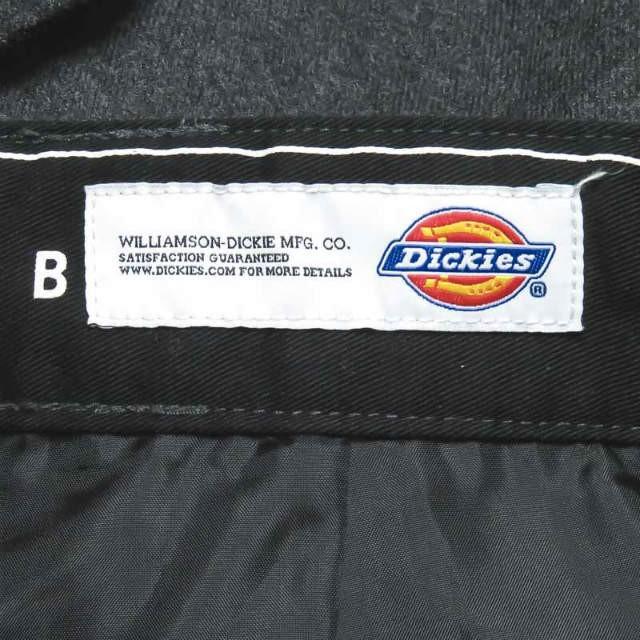 B
WILLIAMSON-DICKIE MFG. CO.
SATISFACTION GUARANTEED
WWW.DICKIES.COM FOR MORE DETAILS
Dickies
®